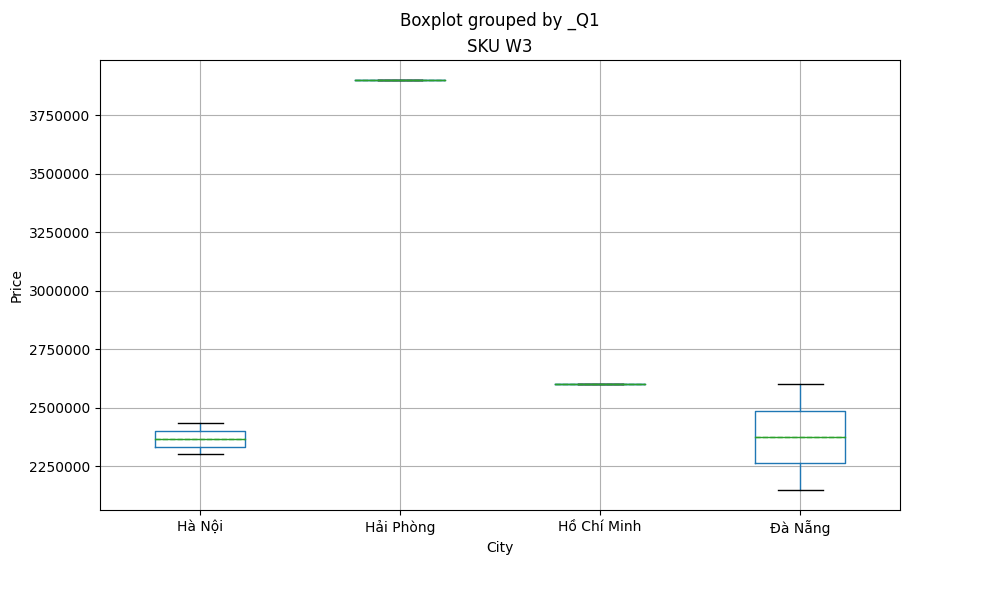 Boxplot grouped by _Q1
SKU W3
3750000
3500000
3250000
3000000
2750000
2500000
2250000
Price
Hà Nội
Hải Phòng
Hồ Chí Minh
Đà Nẵng
City